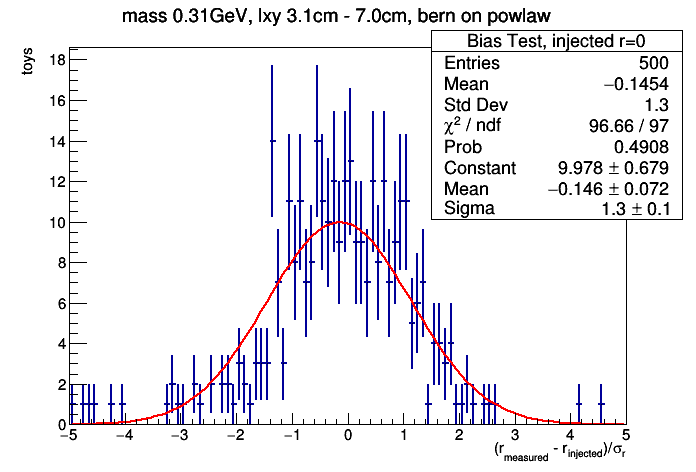 mass 0.31GeV, lxy 3.1cm - 7.0cm, bern on powlaw
Bias Test, injected r=0
Entries 500
Mean −0.1454
Std Dev 1.3
χ² / ndf 96.66 / 97
Prob 0.4908
Constant 9.978 ± 0.679
Mean −0.146 ± 0.072
Sigma 1.3 ± 0.1
toys
18
16
14
12
10
8
6
4
2
0
−5 −4 −3 −2 −1 0 1 2 3 4 5
(r_measured - r_injected)/σ_r